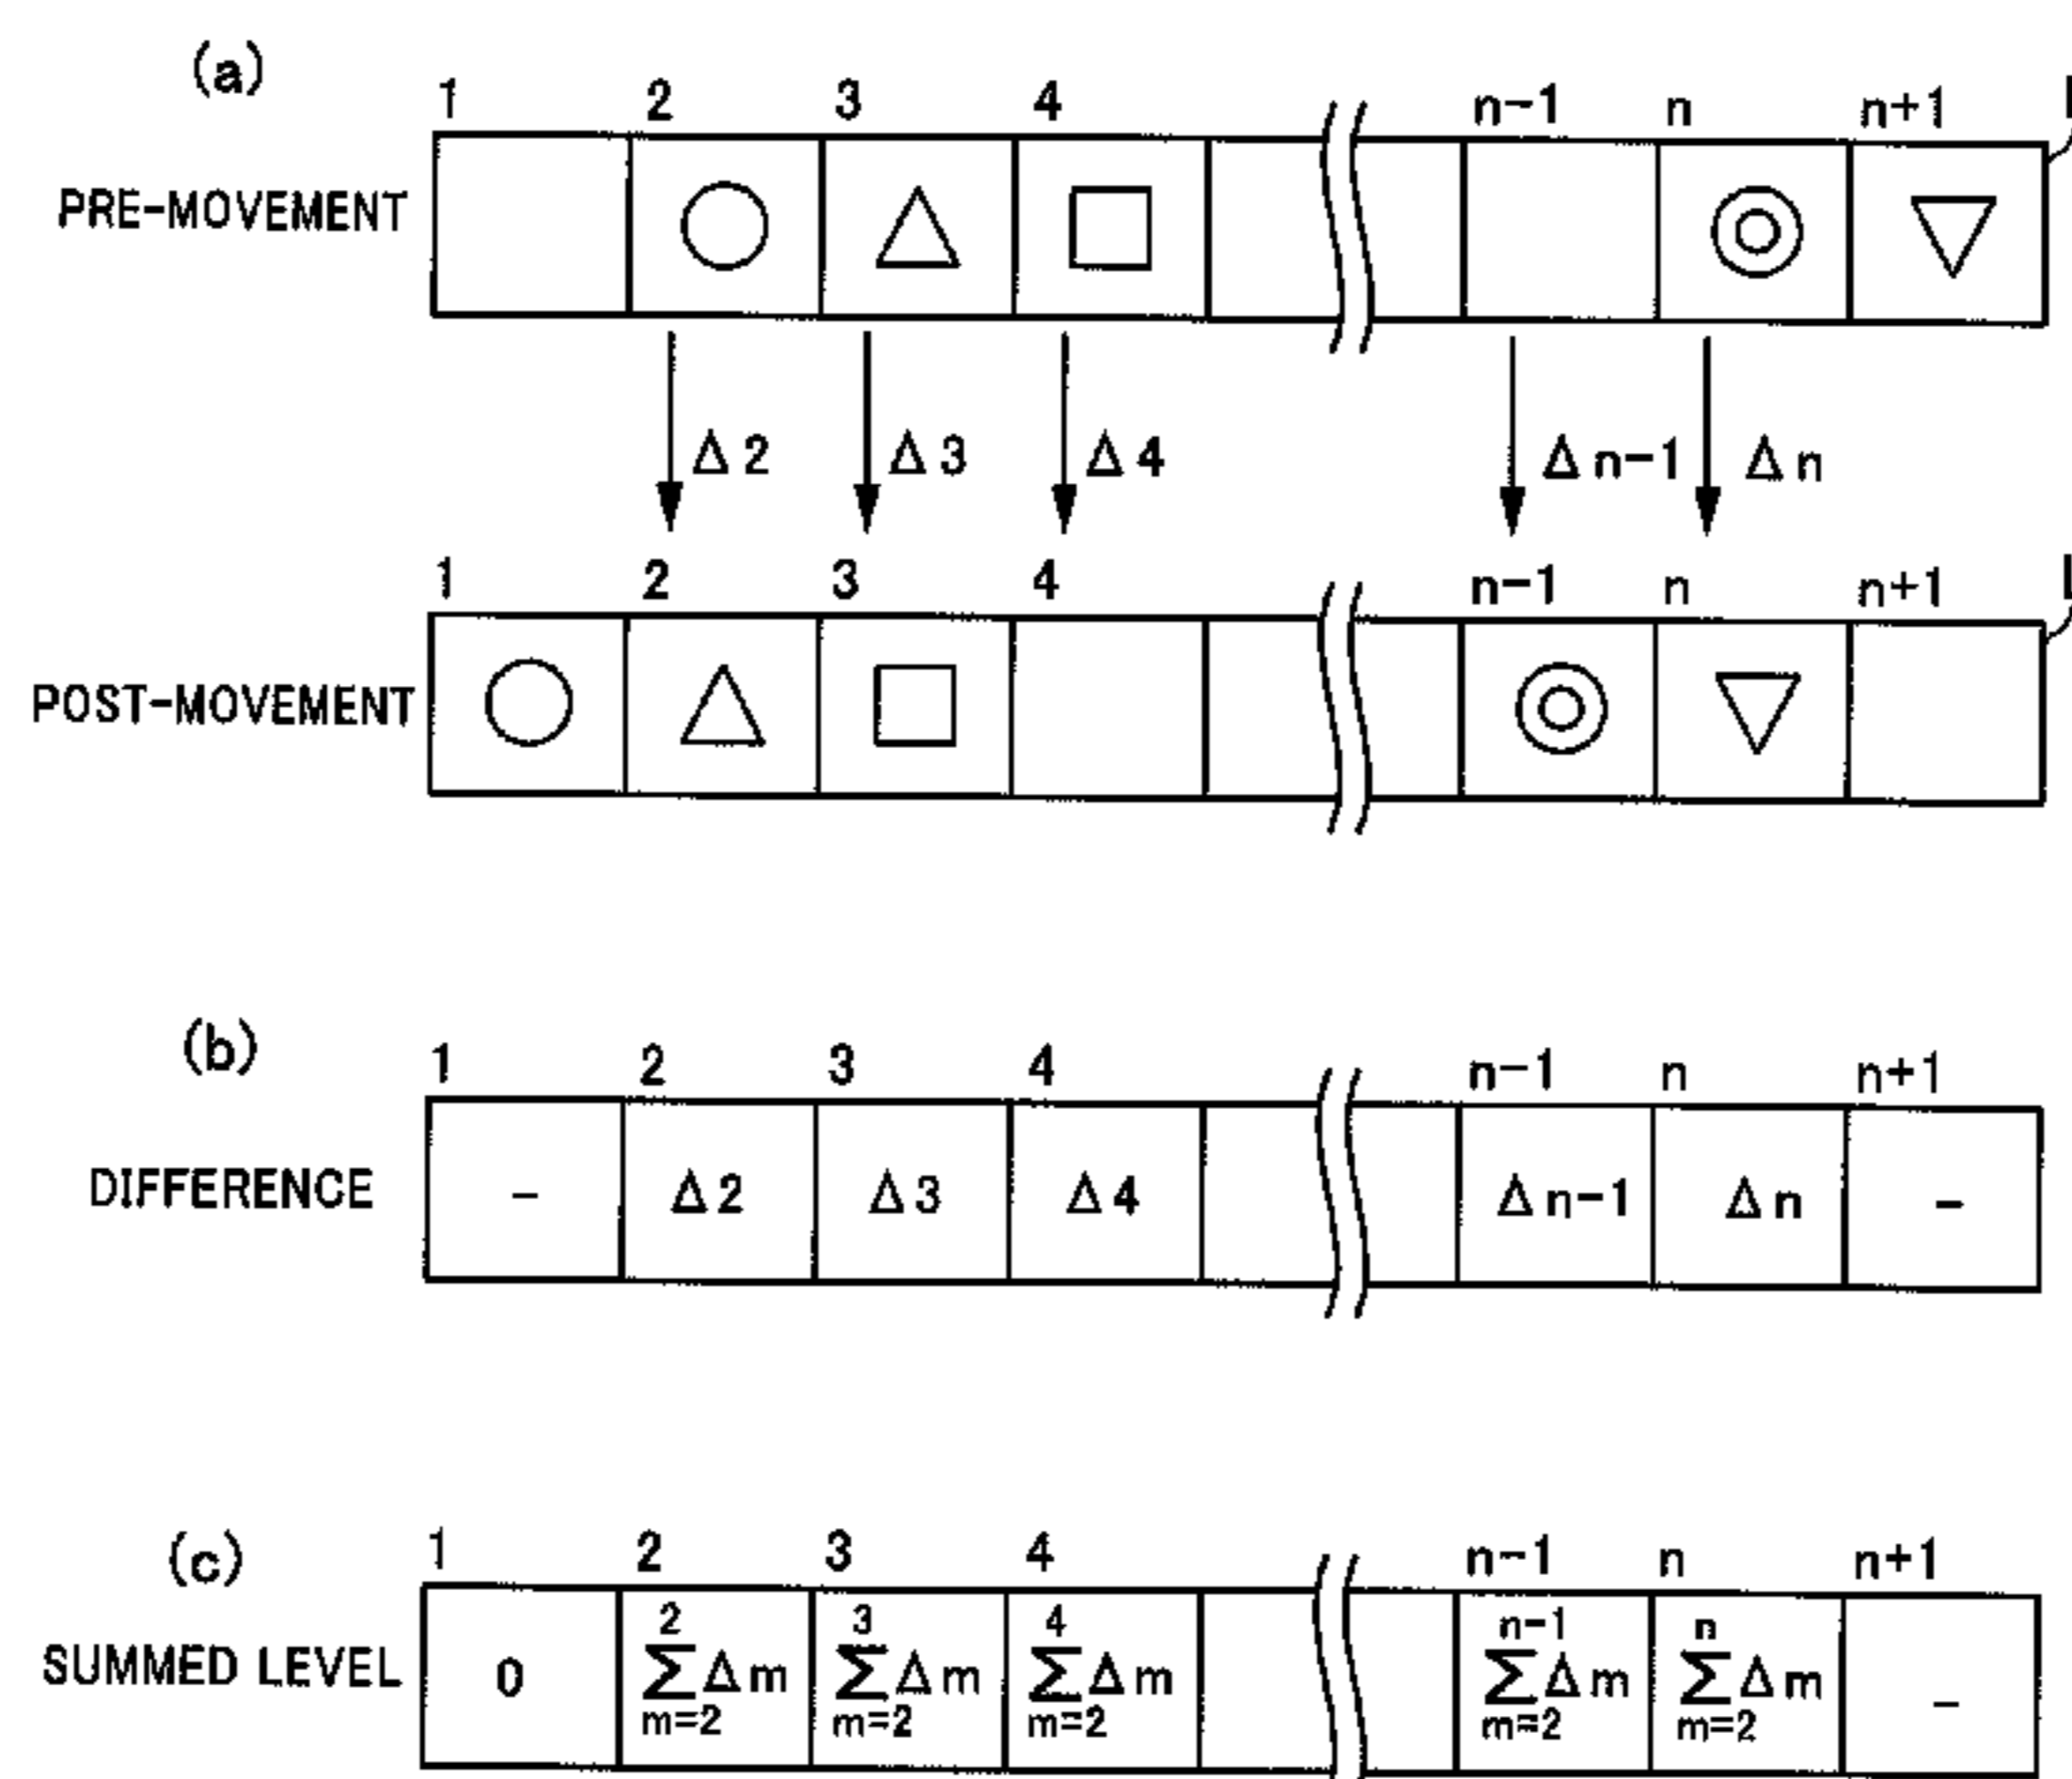 (a)
1 2 3 4 n-1 n n+1
PRE-MOVEMENT
Δ2 Δ3 Δ4 Δn-1 Δn
1 2 3 4 n-1 n n+1
POST-MOVEMENT
(b)
1 2 3 4 n-1 n n+1
DIFFERENCE - Δ2 Δ3 Δ4 Δn-1 Δn -
(c)
1 2 3 4 n-1 n n+1
2 3 4 n-1 n
SUMMED LEVEL 0 ΣΔm ΣΔm ΣΔm ΣΔm ΣΔm -
m=2 m=2 m=2 m=2 m=2